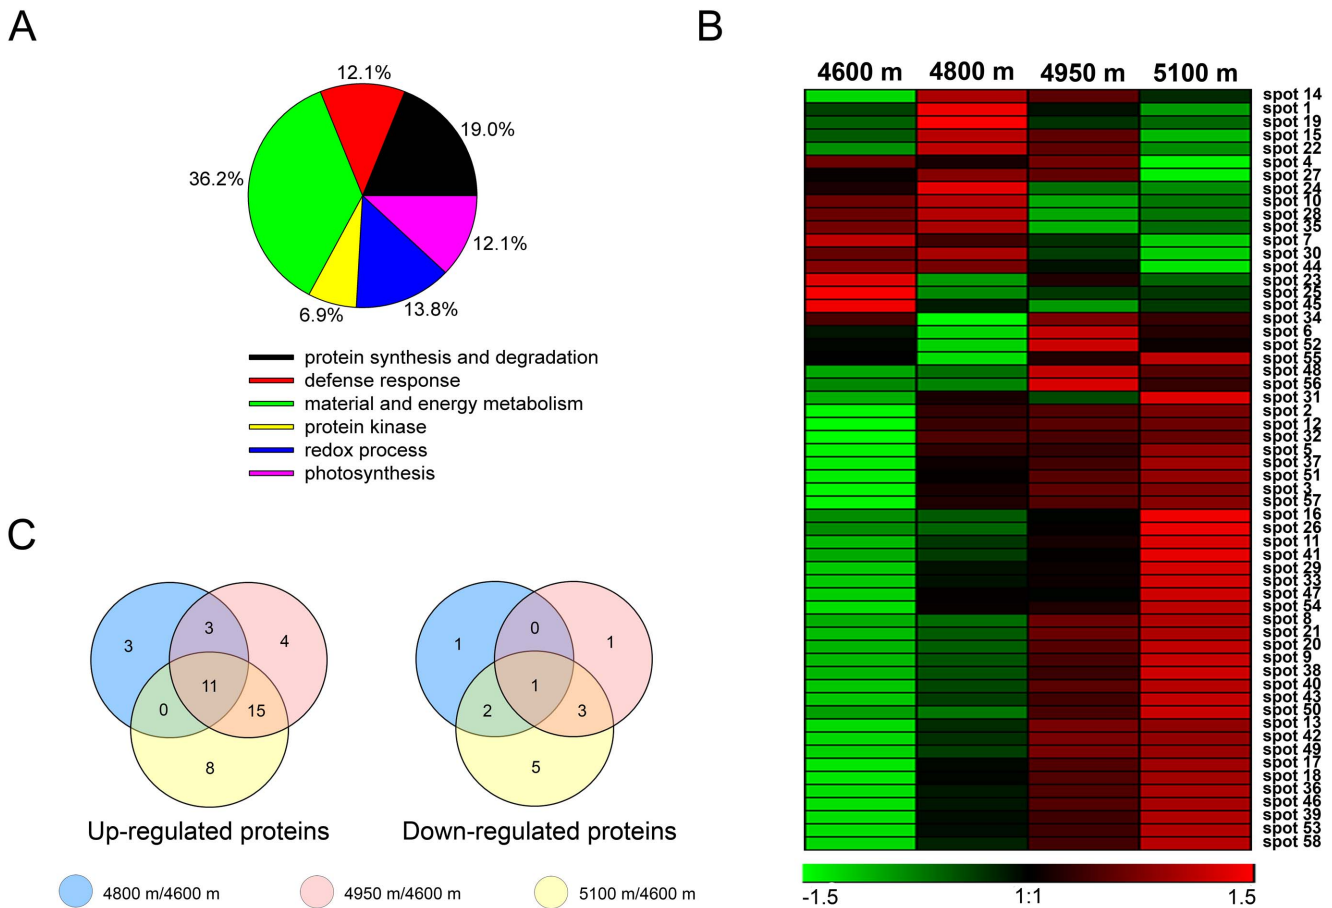 A
12.1%
19.0%
36.2%
12.1%
6.9%
13.8%
protein synthesis and degradation
defense response
material and energy metabolism
protein kinase
redox process
photosynthesis
B
4600 m 4800 m 4950 m 5100 m
spot 14
spot 1
spot 19
spot 15
spot 22
spot 4
spot 27
spot 24
spot 10
spot 28
spot 35
spot 7
spot 30
spot 44
spot 23
spot 25
spot 45
spot 34
spot 6
spot 52
spot 55
spot 48
spot 56
spot 31
spot 2
spot 12
spot 32
spot 5
spot 37
spot 51
spot 3
spot 57
spot 16
spot 26
spot 11
spot 41
spot 29
spot 33
spot 47
spot 54
spot 8
spot 21
spot 20
spot 9
spot 38
spot 40
spot 43
spot 50
spot 13
spot 42
spot 49
spot 17
spot 18
spot 36
spot 46
spot 39
spot 53
spot 58
-1.5 1:1 1.5
C
3 3 4
11
0 15
8
Up-regulated proteins
1 0 1
1
2 3
5
Down-regulated proteins
4800 m/4600 m
4950 m/4600 m
5100 m/4600 m